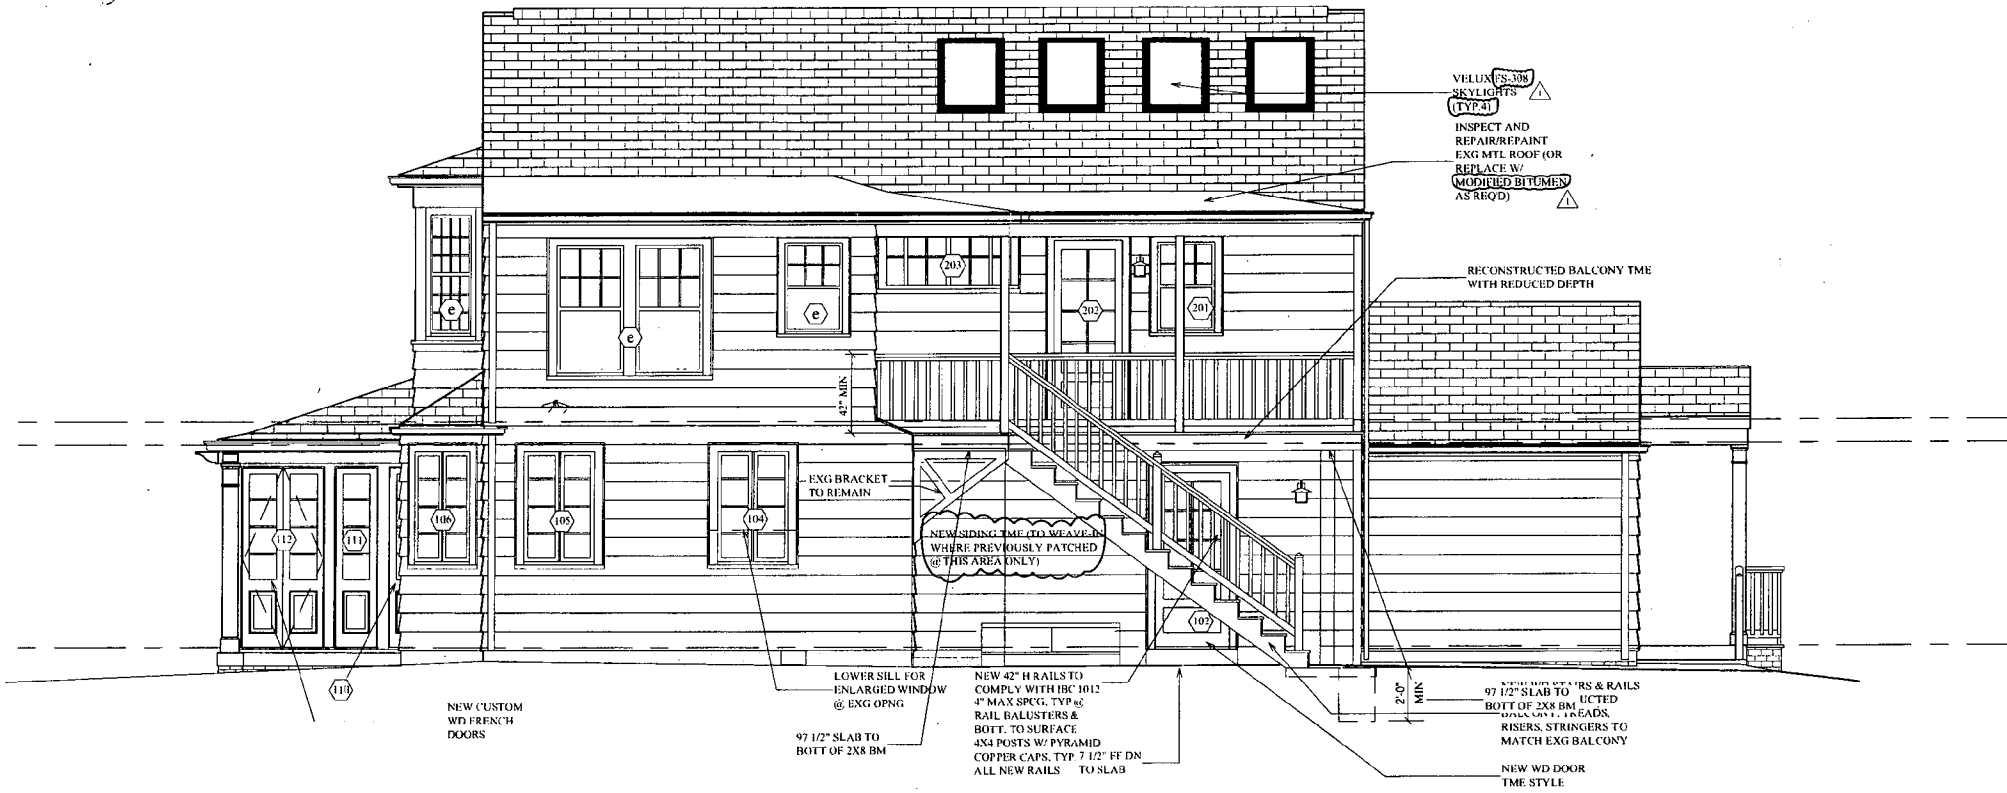 VELUX FS-308
SKYLIGHTS 1
(TYP.4)
INSPECT AND
REPAIR/REPAINT
EXG MTL ROOF (OR
REPLACE W/
MODIFIED BITUMEN
AS REQ'D) 1
RECONSTRUCTED BALCONY TME
WITH REDUCED DEPTH
203
202
201
e
e
e
42" MIN
EXG BRACKET
TO REMAIN
NEW SIDING TME (TO WEAVE-IN
WHERE PREVIOUSLY PATCHED
@ THIS AREA ONLY)
112
111
106
105
104
102
110
NEW CUSTOM
WD FRENCH
DOORS
LOWER SILL FOR
ENLARGED WINDOW
@ EXG OPNG
97 1/2" SLAB TO
BOTT OF 2X8 BM
NEW 42" H RAILS TO
COMPLY WITH IBC 1012
4" MAX SPCG, TYP @
RAIL BALUSTERS &
BOTT. TO SURFACE
4X4 POSTS W/ PYRAMID
COPPER CAPS, TYP
ALL NEW RAILS
7 1/2" FF DN
TO SLAB
2'-0"
MIN
RS & RAILS
97 1/2" SLAB TO
BOTT OF 2X8 BM
UCTED
TREADS,
RISERS, STRINGERS TO
MATCH EXG BALCONY
NEW WD DOOR
TME STYLE